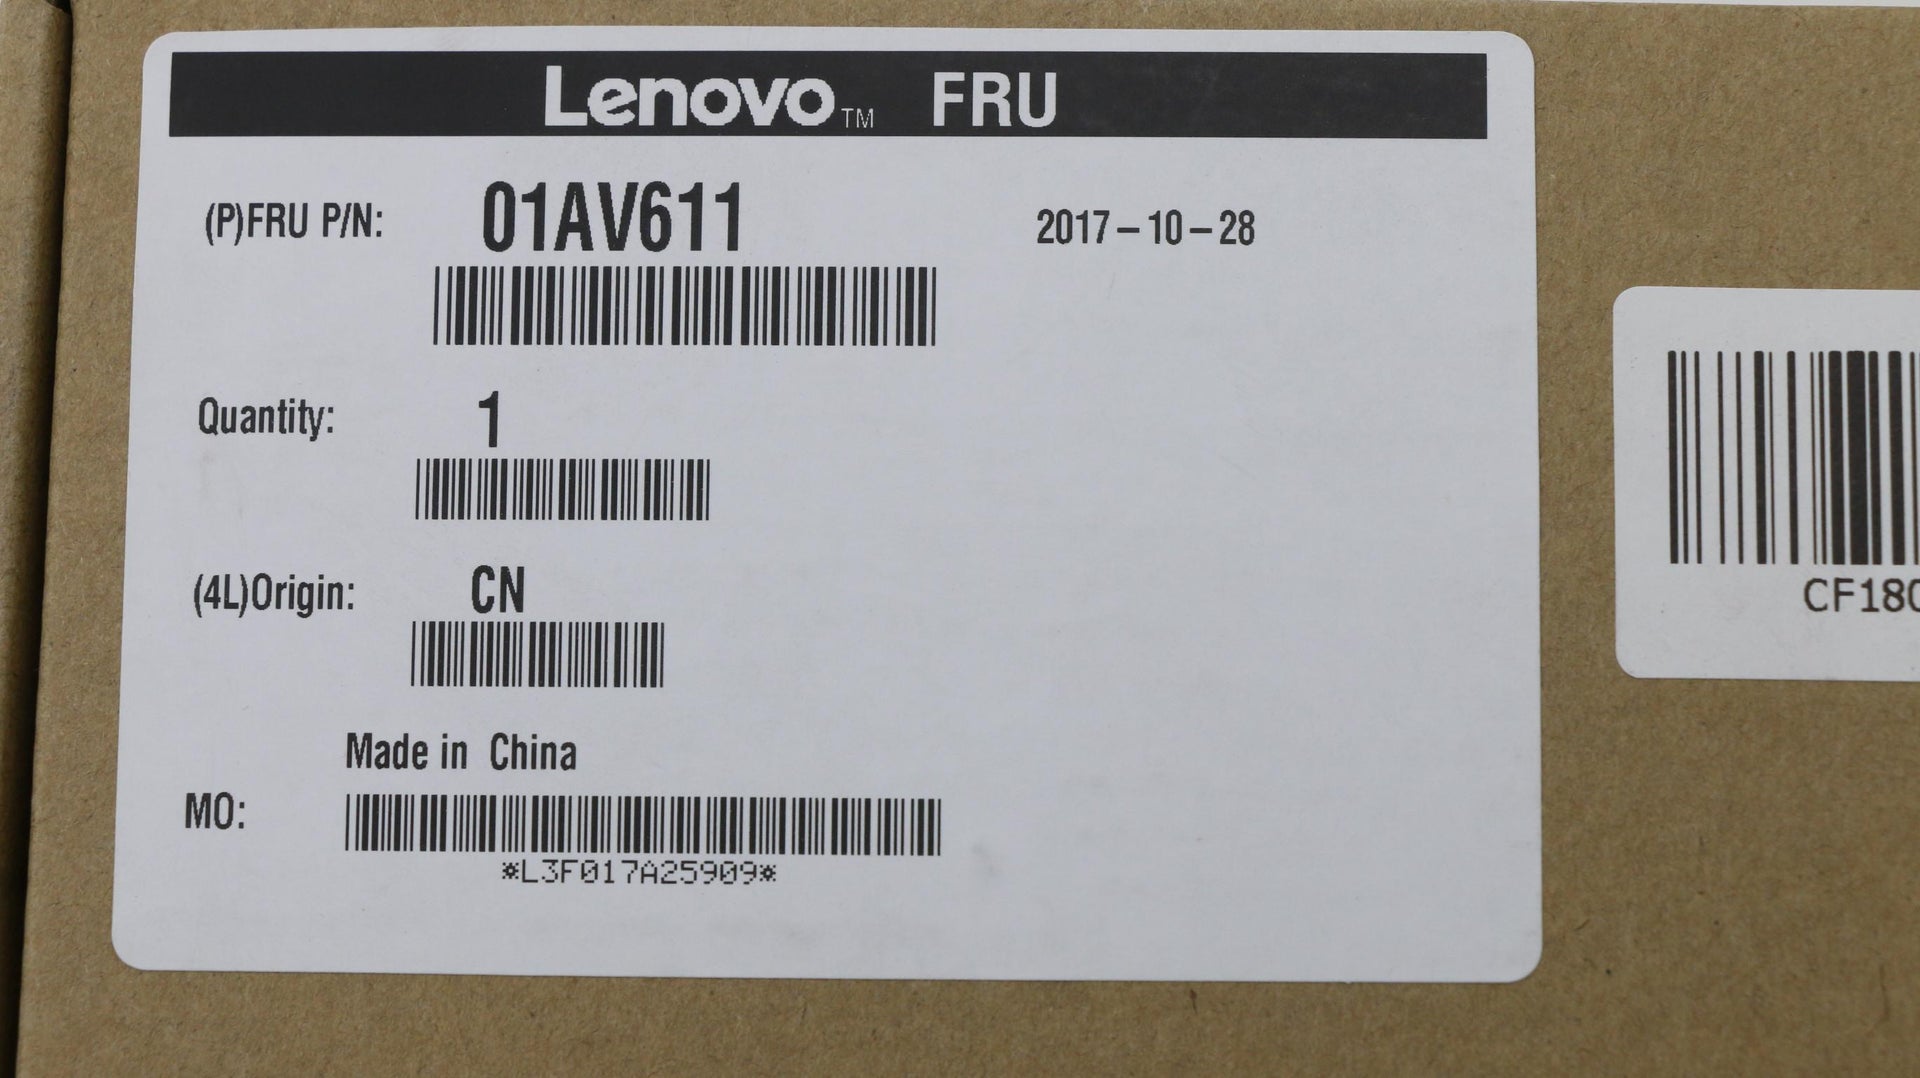 Lenovo™ FRU
(P)FRU P/N: 01AV611 2017-10-28
Quantity: 1
(4L)Origin: CN
Made in China
MO:
*L3F017A25909*
CF180